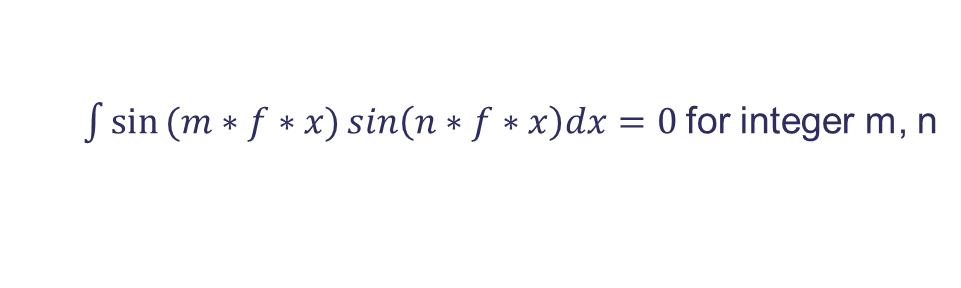 ∫ sin (m * f * x) sin(n * f * x)dx = 0 for integer m, n